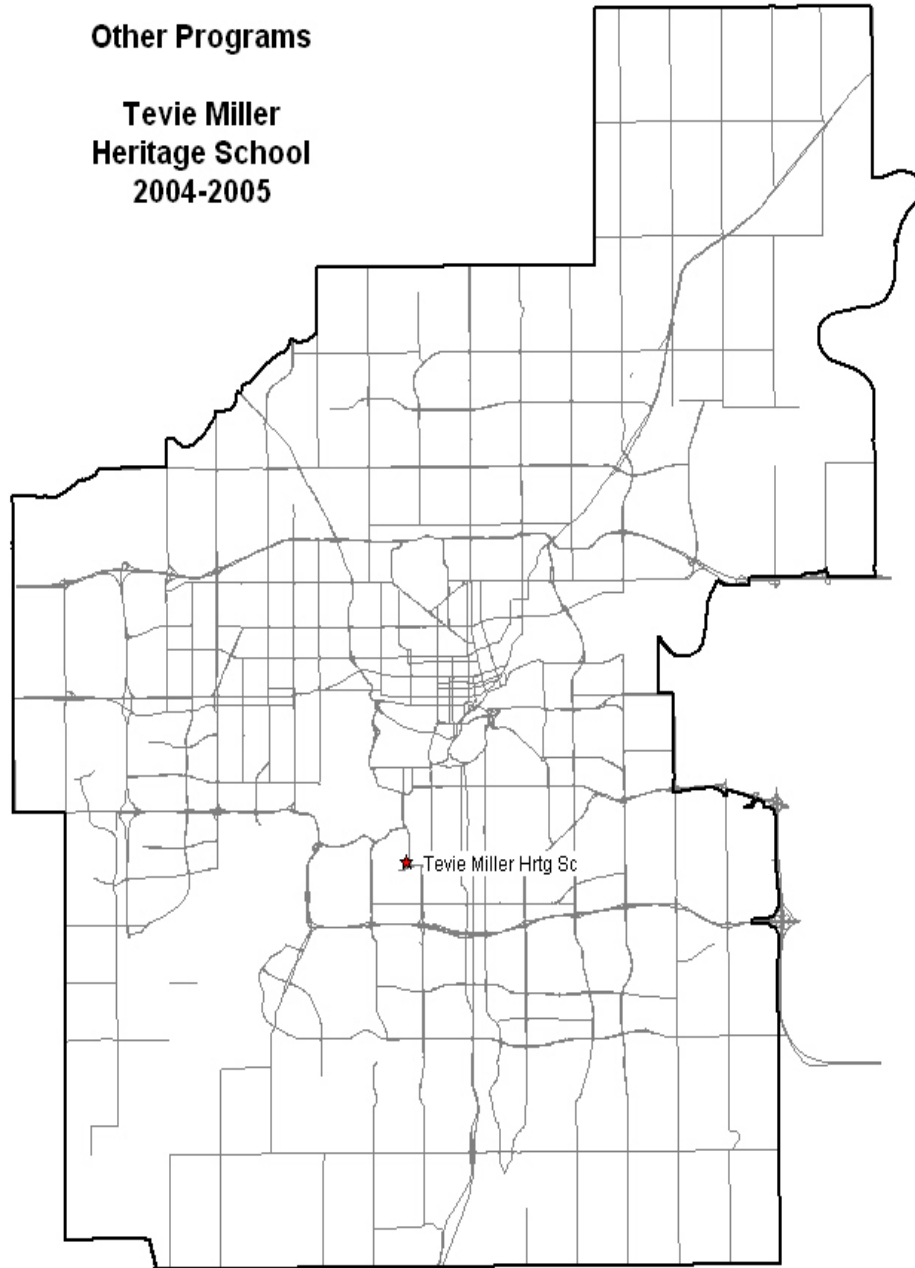 Other Programs
Tevie Miller
Heritage School
2004-2005
Tevie Miller Hrtg Sc